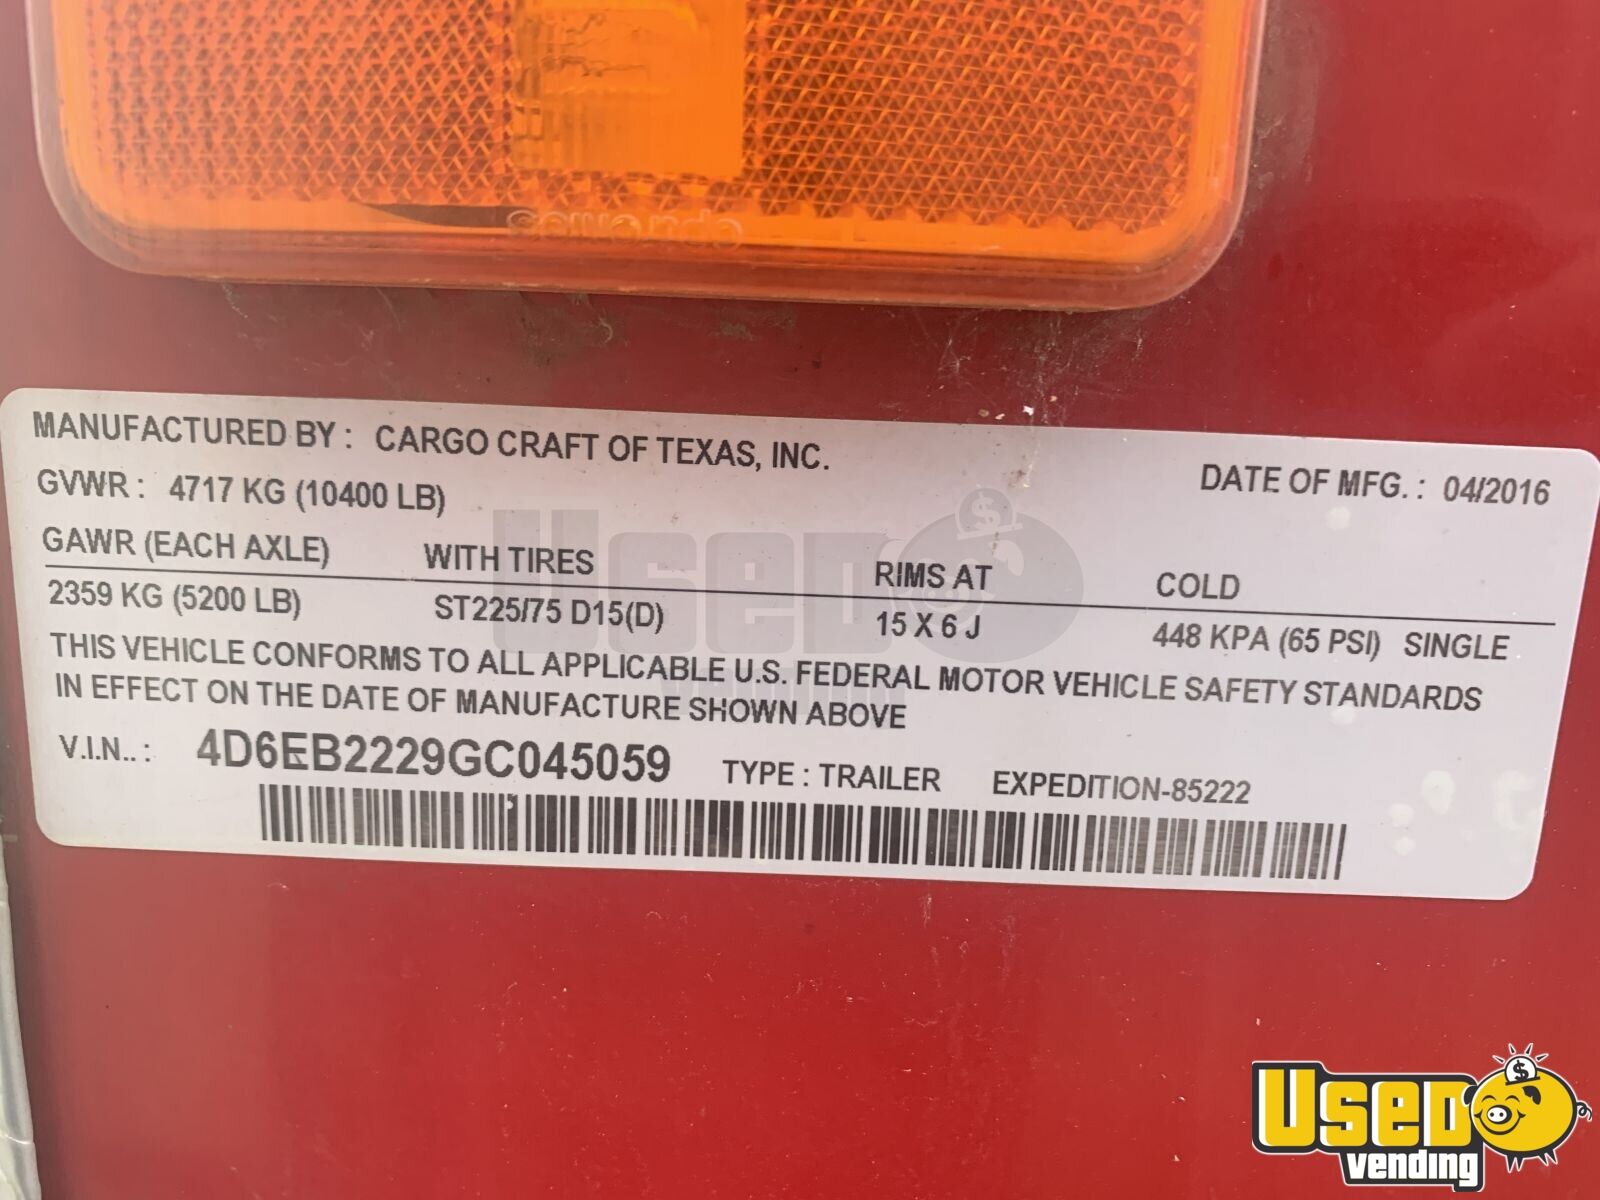 MANUFACTURED BY : CARGO CRAFT OF TEXAS, INC.
GVWR : 4717 KG (10400 LB) DATE OF MFG. : 04/2016
GAWR (EACH AXLE) WITH TIRES RIMS AT COLD
2359 KG (5200 LB) ST225/75 D15(D) 15 X 6 J 448 KPA (65 PSI) SINGLE
THIS VEHICLE CONFORMS TO ALL APPLICABLE U.S. FEDERAL MOTOR VEHICLE SAFETY STANDARDS
IN EFFECT ON THE DATE OF MANUFACTURE SHOWN ABOVE
V.I.N.. : 4D6EB2229GC045059 TYPE : TRAILER EXPEDITION-85222
USED
vending
USED
vending